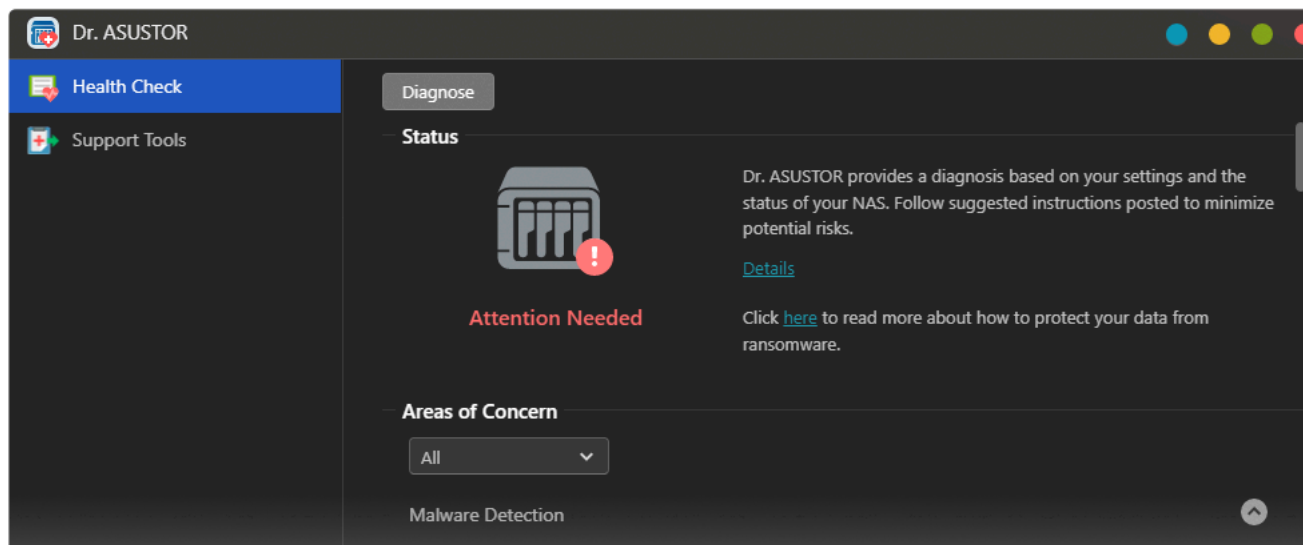 Dr. ASUSTOR
Health Check
Support Tools
Diagnose
Status
Attention Needed
Dr. ASUSTOR provides a diagnosis based on your settings and the
status of your NAS. Follow suggested instructions posted to minimize
potential risks.
Details
Click here to read more about how to protect your data from
ransomware.
Areas of Concern
All
Malware Detection